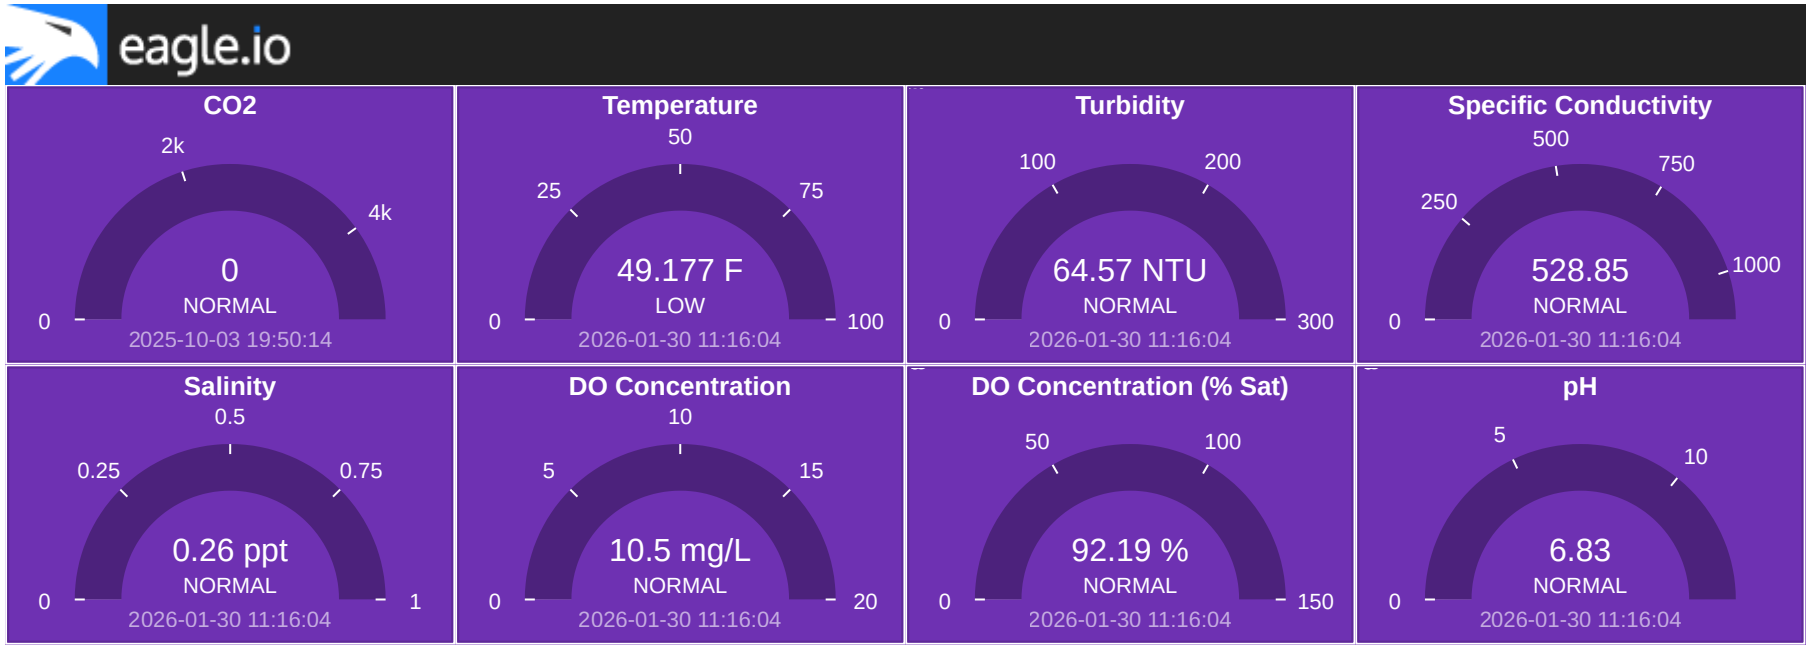 eagle.io
CO2
2k
4k
0
0
NORMAL
2025-10-03 19:50:14
Temperature
50
25
75
49.177 F
LOW
0
100
2026-01-30 11:16:04
Turbidity
100
200
64.57 NTU
NORMAL
0
300
2026-01-30 11:16:04
Specific Conductivity
500
750
250
1000
528.85
NORMAL
0
2026-01-30 11:16:04
Salinity
0.5
0.25
0.75
0.26 ppt
NORMAL
0
1
2026-01-30 11:16:04
DO Concentration
10
5
15
10.5 mg/L
NORMAL
0
20
2026-01-30 11:16:04
DO Concentration (% Sat)
50
100
92.19 %
NORMAL
0
150
2026-01-30 11:16:04
pH
5
10
6.83
NORMAL
0
2026-01-30 11:16:04